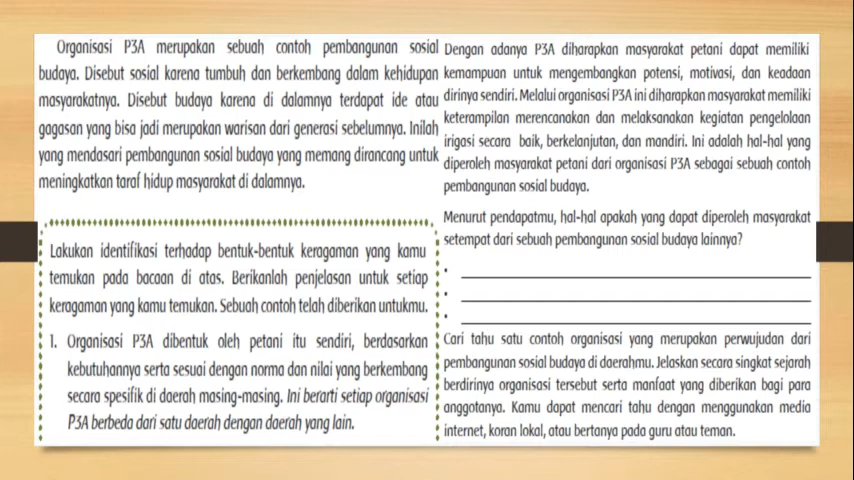 Organisasi P3A merupakan sebuah contoh pembangunan sosial
budaya. Disebut sosial karena tumbuh dan berkembang dalam kehidupan
masyarakatnya. Disebut budaya karena di dalamnya terdapat ide atau
gagasan yang bisa jadi merupakan warisan dari generasi sebelumnya. Inilah
yang mendasari pembangunan sosial budaya yang memang dirancang untuk
meningkatkan taraf hidup masyarakat di dalamnya.
Lakukan identifikasi terhadap bentuk-bentuk keragaman yang kamu
temukan pada bacaan di atas. Berikanlah penjelasan untuk setiap
keragaman yang kamu temukan. Sebuah contoh telah diberikan untukmu.
1. Organisasi P3A dibentuk oleh petani itu sendiri, berdasarkan
kebutuhannya serta sesuai dengan norma dan nilai yang berkembang
secara spesifik di daerah masing-masing. Ini berarti setiap organisasi
P3A berbeda dari satu daerah dengan daerah yang lain.
Dengan adanya P3A diharapkan masyarakat petani dapat memiliki
kemampuan untuk mengembangkan potensi, motivasi, dan keadaan
dirinya sendiri. Melalui organisasi P3A ini diharapkan masyarakat memiliki
keterampilan merencanakan dan melaksanakan kegiatan pengelolaan
irigasi secara baik, berkelanjutan, dan mandiri. Ini adalah hal-hal yang
diperoleh masyarakat petani dari organisasi P3A sebagai sebuah contoh
pembangunan sosial budaya.
Menurut pendapatmu, hal-hal apakah yang dapat diperoleh masyarakat
setempat dari sebuah pembangunan sosial budaya lainnya?
Cari tahu satu contoh organisasi yang merupakan perwujudan dari
pembangunan sosial budaya di daerahmu. Jelaskan secara singkat sejarah
berdirinya organisasi tersebut serta manfaat yang diberikan bagi para
anggotanya. Kamu dapat mencari tahu dengan menggunakan media
internet, koran lokal, atau bertanya pada guru atau teman.